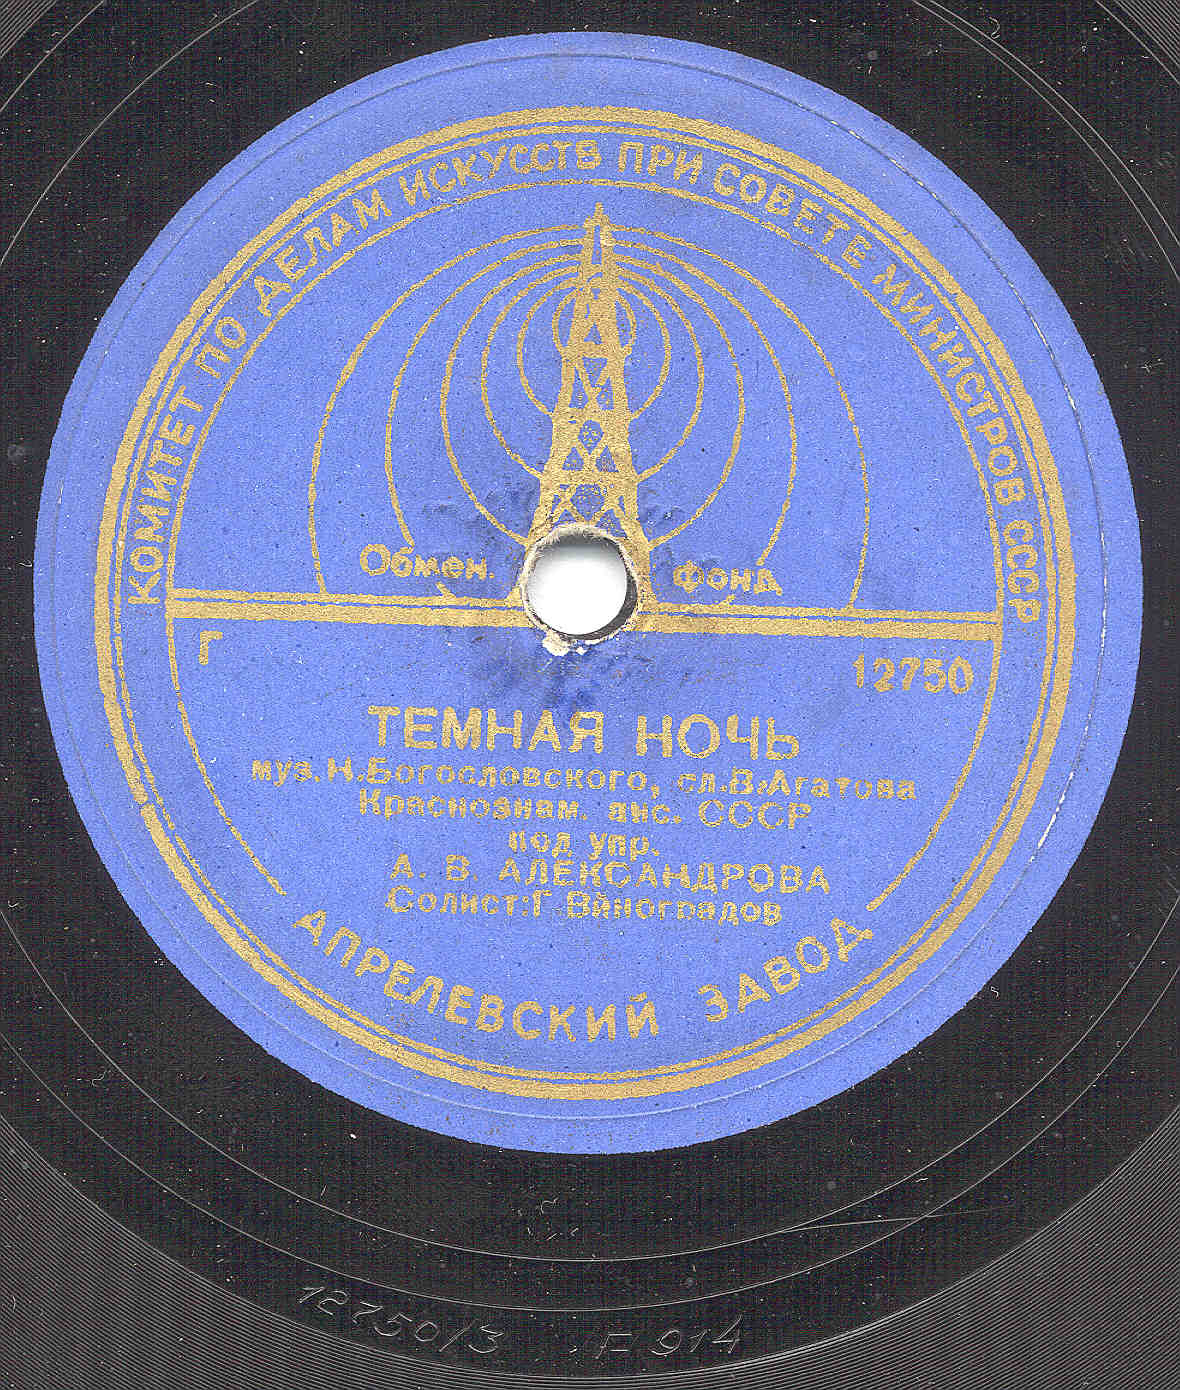 КОМИТЕТ ПО ДЕЛАМ ИСКУССТВ ПРИ СОВЕТЕ МИНИСТРОВ СССР
Обмен. фонд
Г 12750
ТЕМНАЯ НОЧЬ
муз. Н. Богословского, сл. В. Агатова
Краснознам. анс. СССР
под упр.
А. В. АЛЕКСАНДРОВА
Солист: Г. Виноградов
АПРЕЛЕВСКИЙ ЗАВОД
12750/3 F 914